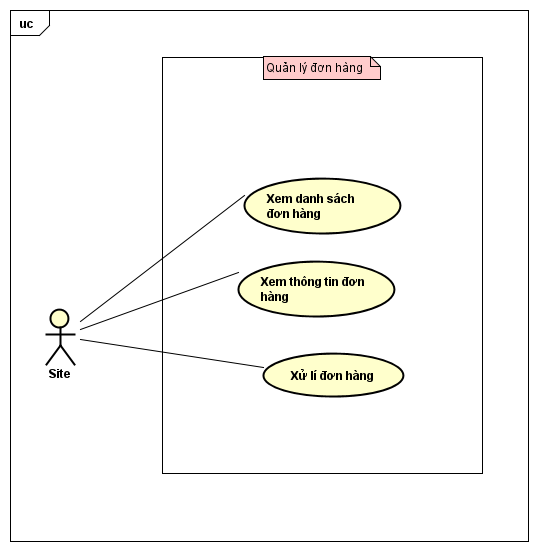 uc
Quản lý đơn hàng
Xem danh sách
đơn hàng
Xem thông tin đơn
hàng
Xử lí đơn hàng
Site